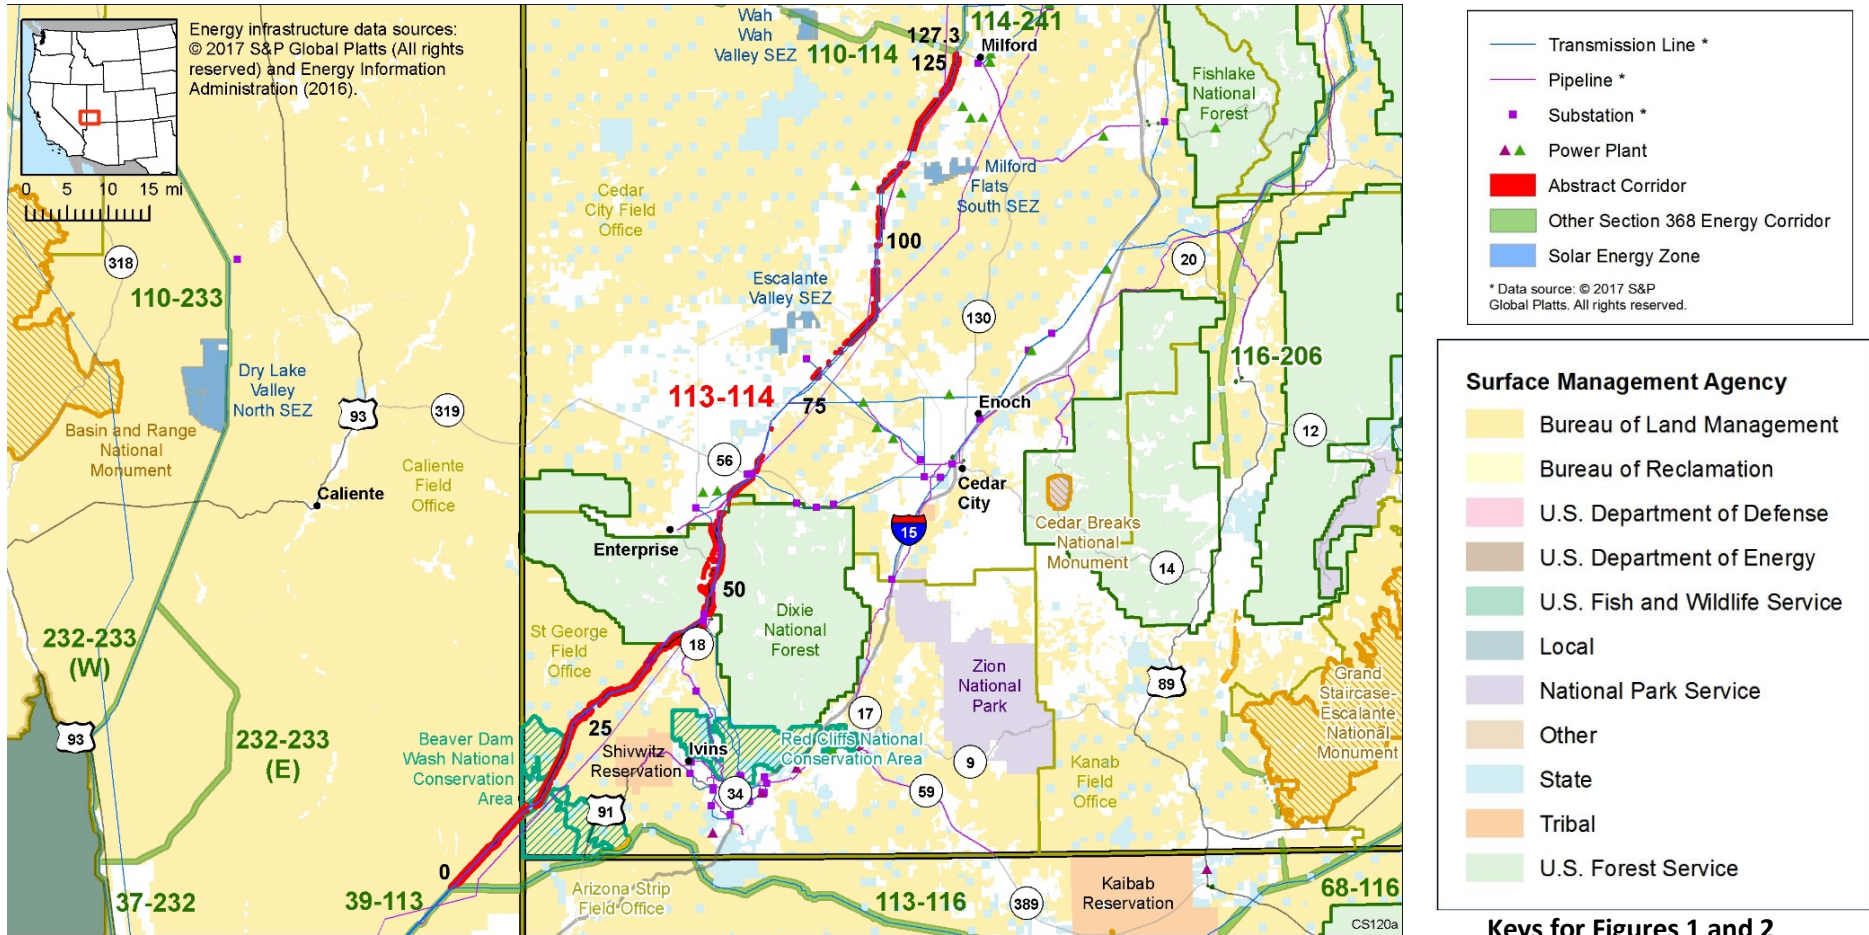 Energy infrastructure data sources:
© 2017 S&P Global Platts (All rights
reserved) and Energy Information
Administration (2016).
0 5 10 15 mi
Wah
Wah
Valley SEZ
110-114
114-241
127.3
125
Milford
Fishlake
National
Forest
Cedar
City Field
Office
Milford
Flats
South SEZ
100
318
110-233
20
Escalante
Valley SEZ
130
116-206
Dry Lake
Valley
North SEZ
93
319
113-114
75
Enoch
12
Basin and Range
National
Monument
Caliente
Field
Office
56
Caliente
Cedar
City
Enterprise
15
Cedar Breaks
National
Monument
14
50
Dixie
National
Forest
St George
Field
Office
18
232-233
(W)
Zion
National
Park
89
Grand
Staircase-
Escalante
National
Monument
93
232-233
(E)
25
17
Beaver Dam
Wash National
Conservation
Area
Shivwitz
Reservation
Ivins
Red Cliffs National
Conservation Area
9
Kanab
Field
Office
91
34
59
0
37-232
39-113
Arizona Strip
Field Office
113-116
389
Kaibab
Reservation
68-116
CS120a
Transmission Line *
Pipeline *
Substation *
Power Plant
Abstract Corridor
Other Section 368 Energy Corridor
Solar Energy Zone
* Data source: © 2017 S&P
Global Platts. All rights reserved.
Surface Management Agency
Bureau of Land Management
Bureau of Reclamation
U.S. Department of Defense
U.S. Department of Energy
U.S. Fish and Wildlife Service
Local
National Park Service
Other
State
Tribal
U.S. Forest Service
Keys for Figures 1 and 2